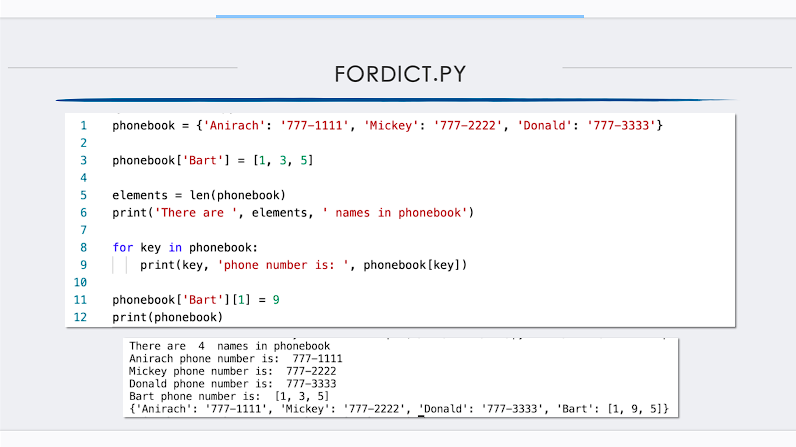 FORDICT.PY
1 phonebook = {'Anirach': '777-1111', 'Mickey': '777-2222', 'Donald': '777-3333'}
2
3 phonebook['Bart'] = [1, 3, 5]
4
5 elements = len(phonebook)
6 print('There are ', elements, ' names in phonebook')
7
8 for key in phonebook:
9 print(key, 'phone number is: ', phonebook[key])
10
11 phonebook['Bart'][1] = 9
12 print(phonebook)
There are  4  names in phonebook
Anirach phone number is:  777-1111
Mickey phone number is:  777-2222
Donald phone number is:  777-3333
Bart phone number is:  [1, 3, 5]
{'Anirach': '777-1111', 'Mickey': '777-2222', 'Donald': '777-3333', 'Bart': [1, 9, 5]}